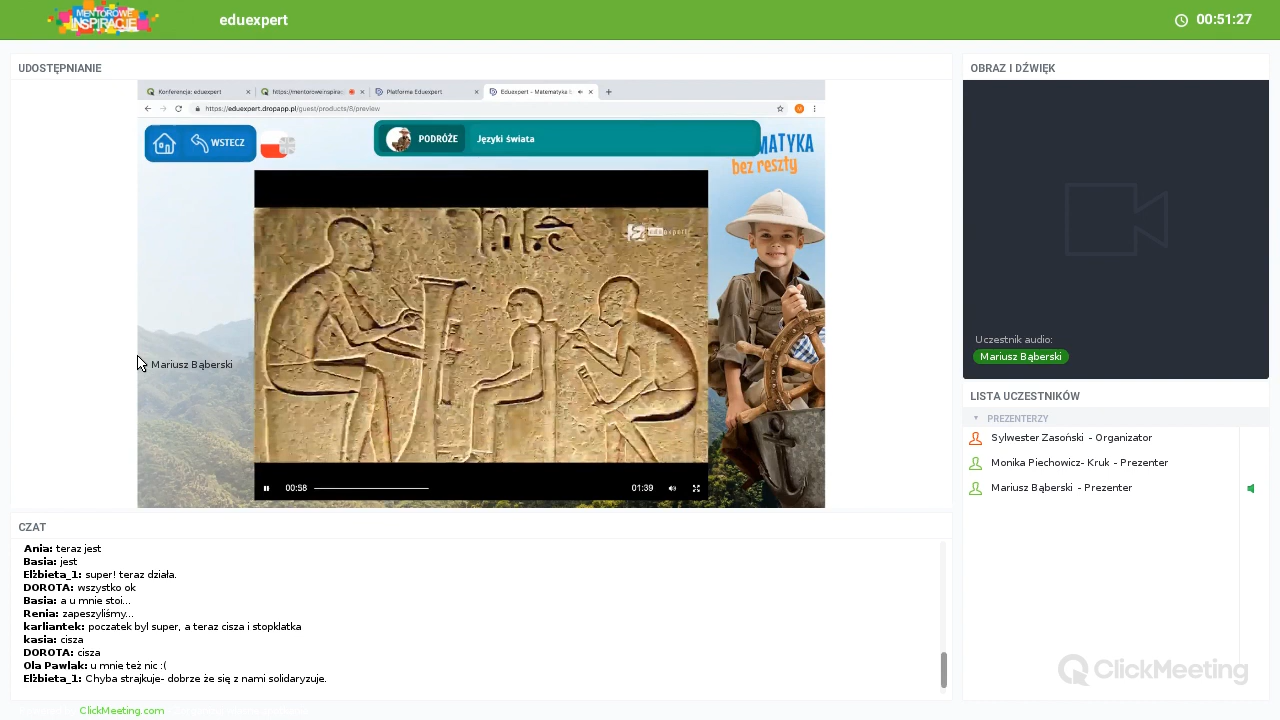 MENTOROWE
INSPIRACJE
eduexpert
00:51:27
UDOSTĘPNIANIE
OBRAZ I DŹWIĘK
Konferencja: eduexpert
https://mentoroweinspirac
Platforma Eduexpert
Eduexpert - Matematyka b
https://eduexpert.dropapp.pl/guest/products/8/preview
WSTECZ
PODRÓŻE
Języki świata
MATYKA
bez reszty
eduexpert
Mariusz Bąberski
00:58
01:39
Uczestnik audio:
Mariusz Bąberski
LISTA UCZESTNIKÓW
PREZENTERZY
Sylwester Zasoński - Organizator
Monika Piechowicz- Kruk - Prezenter
Mariusz Bąberski - Prezenter
CZAT
Ania: teraz jest
Basia: jest
Elżbieta_1: super! teraz działa.
DOROTA: wszystko ok
Basia: a u mnie stoi...
Renia: zapeszyliśmy...
karliantek: poczatek byl super, a teraz cisza i stopklatka
kasia: cisza
DOROTA: cisza
Ola Pawlak: u mnie też nic :(
Elżbieta_1: Chyba strajkuje- dobrze że się z nami solidaryzuje.
ClickMeeting
ClickMeeting.com